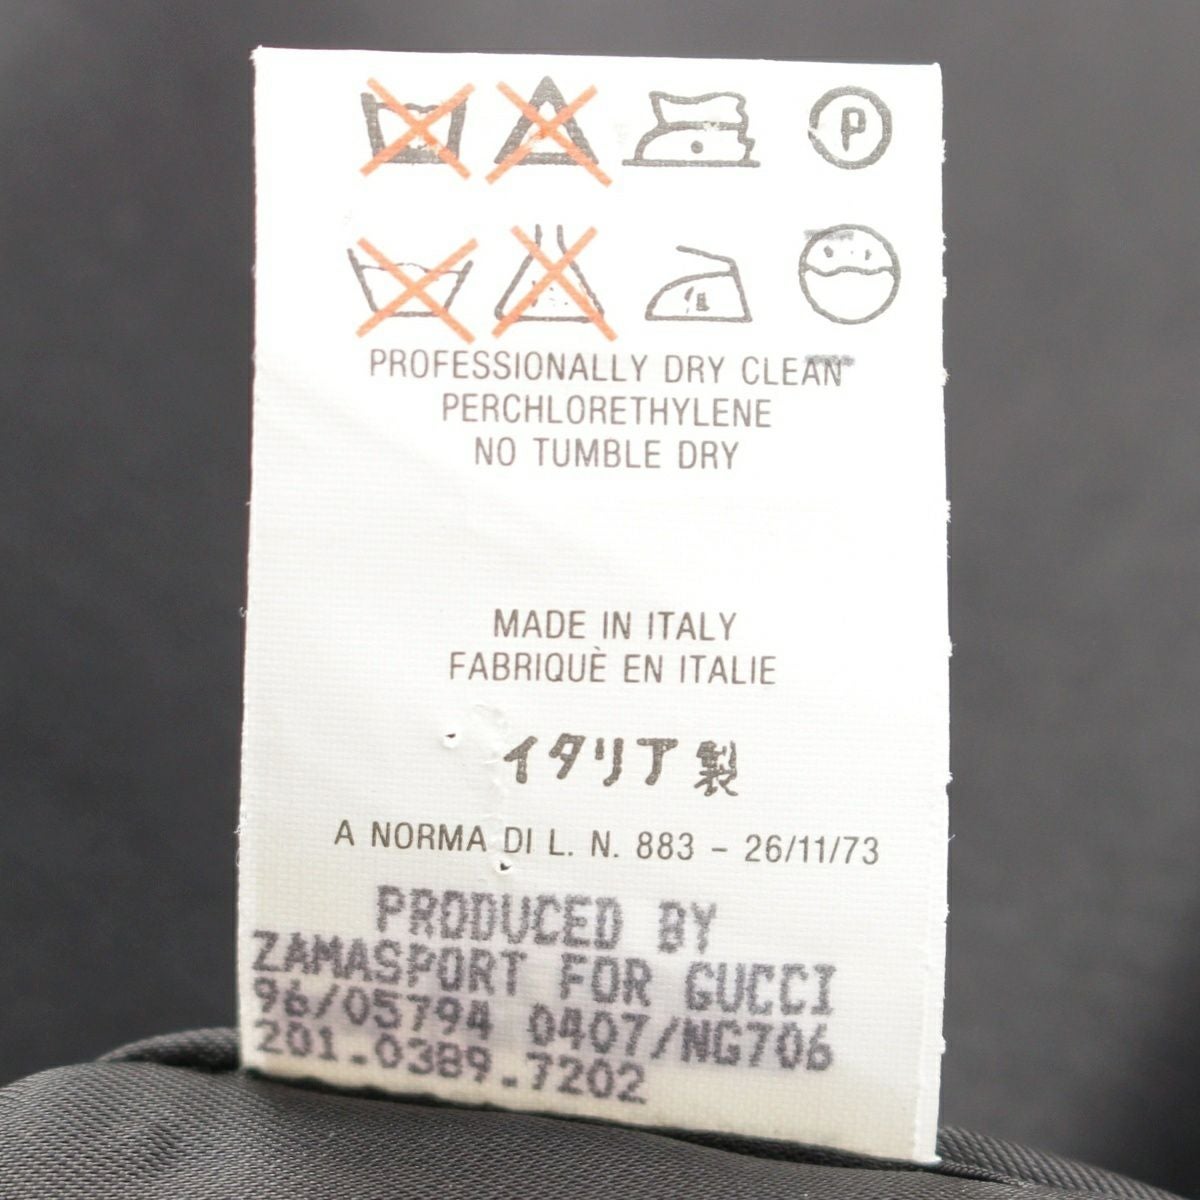 P
PROFESSIONALLY DRY CLEAN
PERCHLORETHYLENE
NO TUMBLE DRY
MADE IN ITALY
FABRIQUÈ EN ITALIE
イタリア製
A NORMA DI L. N. 883 - 26/11/73
PRODUCED BY
ZAMASPORT FOR GUCCI
96/05794 0407/NG706
201.0389.7202